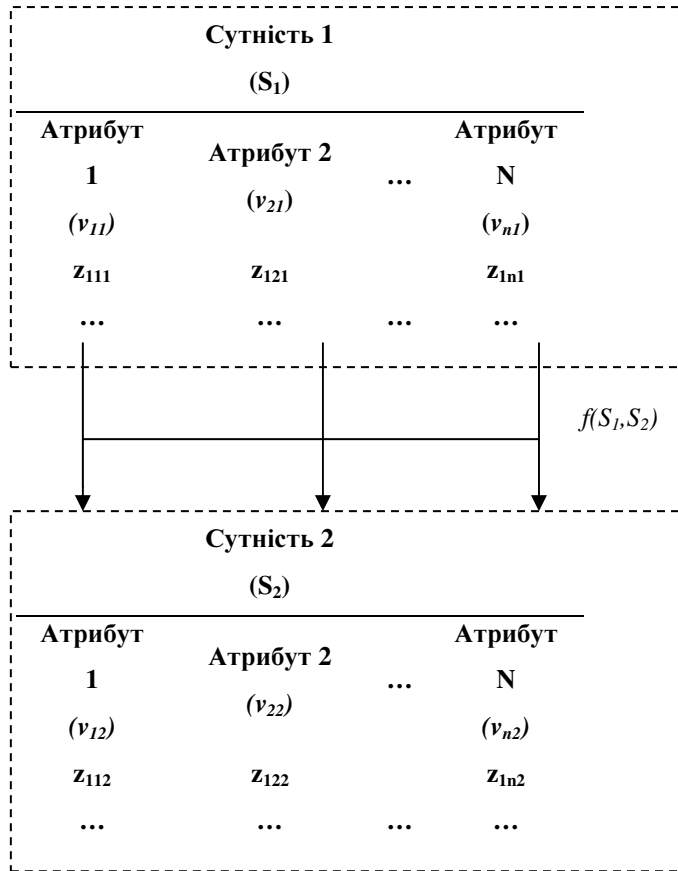 Сутність 1
(S₁)
Атрибут 1 (v₁₁) Атрибут 2 (v₂₁) ... Атрибут N (vₙ₁)
z₁₁₁ z₁₂₁ z₁ₙ₁
... ... ... ...
f(S₁,S₂)
Сутність 2
(S₂)
Атрибут 1 (v₁₂) Атрибут 2 (v₂₂) ... Атрибут N (vₙ₂)
z₁₁₂ z₁₂₂ z₁ₙ₂
... ... ... ...